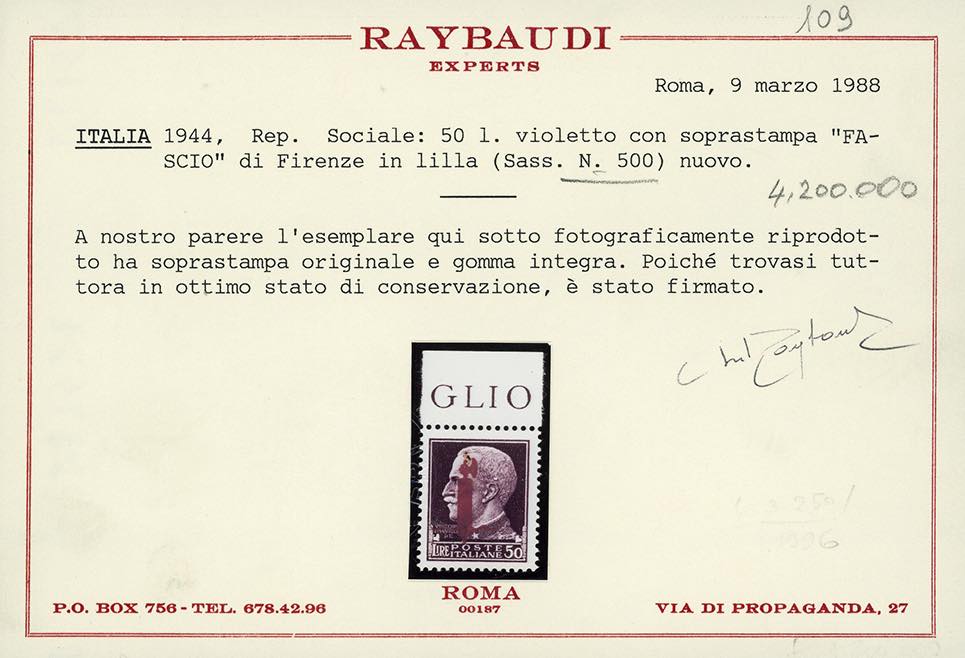 109
RAYBAUDI
EXPERTS
Roma, 9 marzo 1988
ITALIA 1944, Rep. Sociale: 50 l. violetto con soprastampa "FA-
SCIO" di Firenze in lilla (Sass. N. 500) nuovo.
4,200.000
A nostro parere l'esemplare qui sotto fotograficamente riprodot-
to ha soprastampa originale e gomma integra. Poiché trovasi tut-
tora in ottimo stato di conservazione, è stato firmato.
GLIO
POSTE
LIRE ITALIANE 50
ROMA
00187
P.O. BOX 756 - TEL. 678.42.96
VIA DI PROPAGANDA, 27